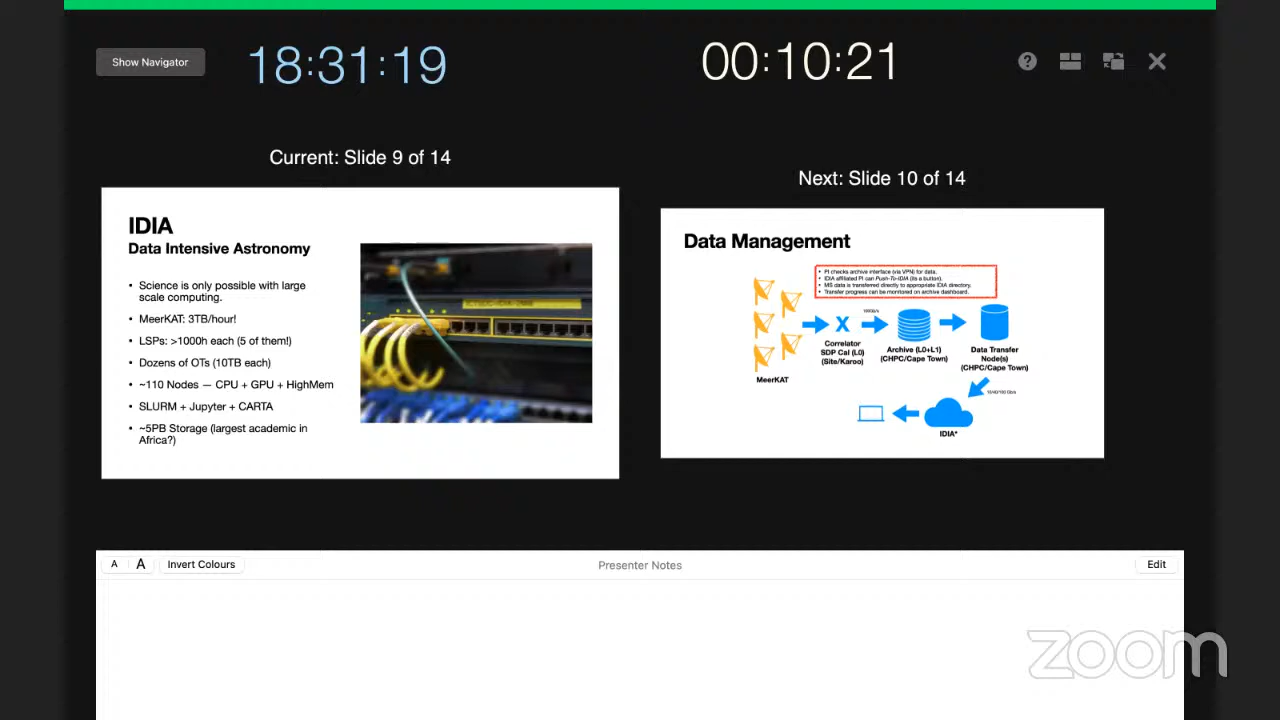 Show Navigator
18:31:19
00:10:21
Current: Slide 9 of 14
Next: Slide 10 of 14
IDIA
Data Intensive Astronomy
• Science is only possible with large
scale computing.
• MeerKAT: 3TB/hour!
• LSPs: >1000h each (5 of them!)
• Dozens of OTs (10TB each)
• ~110 Nodes — CPU + GPU + HighMem
• SLURM + Jupyter + CARTA
• ~5PB Storage (largest academic in
Africa?)
Data Management
• PI checks archive interface (via VPN) for data.
• IDIA affiliated PI can Push-To-IDIA (its a button).
• MS data is transferred directly to appropriate IDIA directory.
• Transfer progress can be monitored on archive dashboard.
MeerKAT
X
Correlator
SDP Cal (L0)
(Site/Karoo)
Archive (L0+L1)
(CHPC/Cape Town)
Data Transfer
Node(s)
(CHPC/Cape Town)
IDIA*
A A Invert Colours
Presenter Notes
Edit
zoom